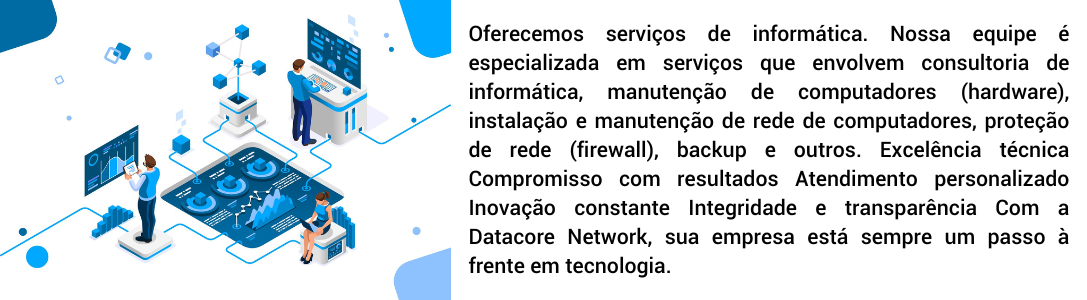 Oferecemos serviços de informática. Nossa equipe é
especializada em serviços que envolvem consultoria de
informática, manutenção de computadores (hardware),
instalação e manutenção de rede de computadores, proteção
de rede (firewall), backup e outros. Excelência técnica
Compromisso com resultados Atendimento personalizado
Inovação constante Integridade e transparência Com a
Datacore Network, sua empresa está sempre um passo à
frente em tecnologia.